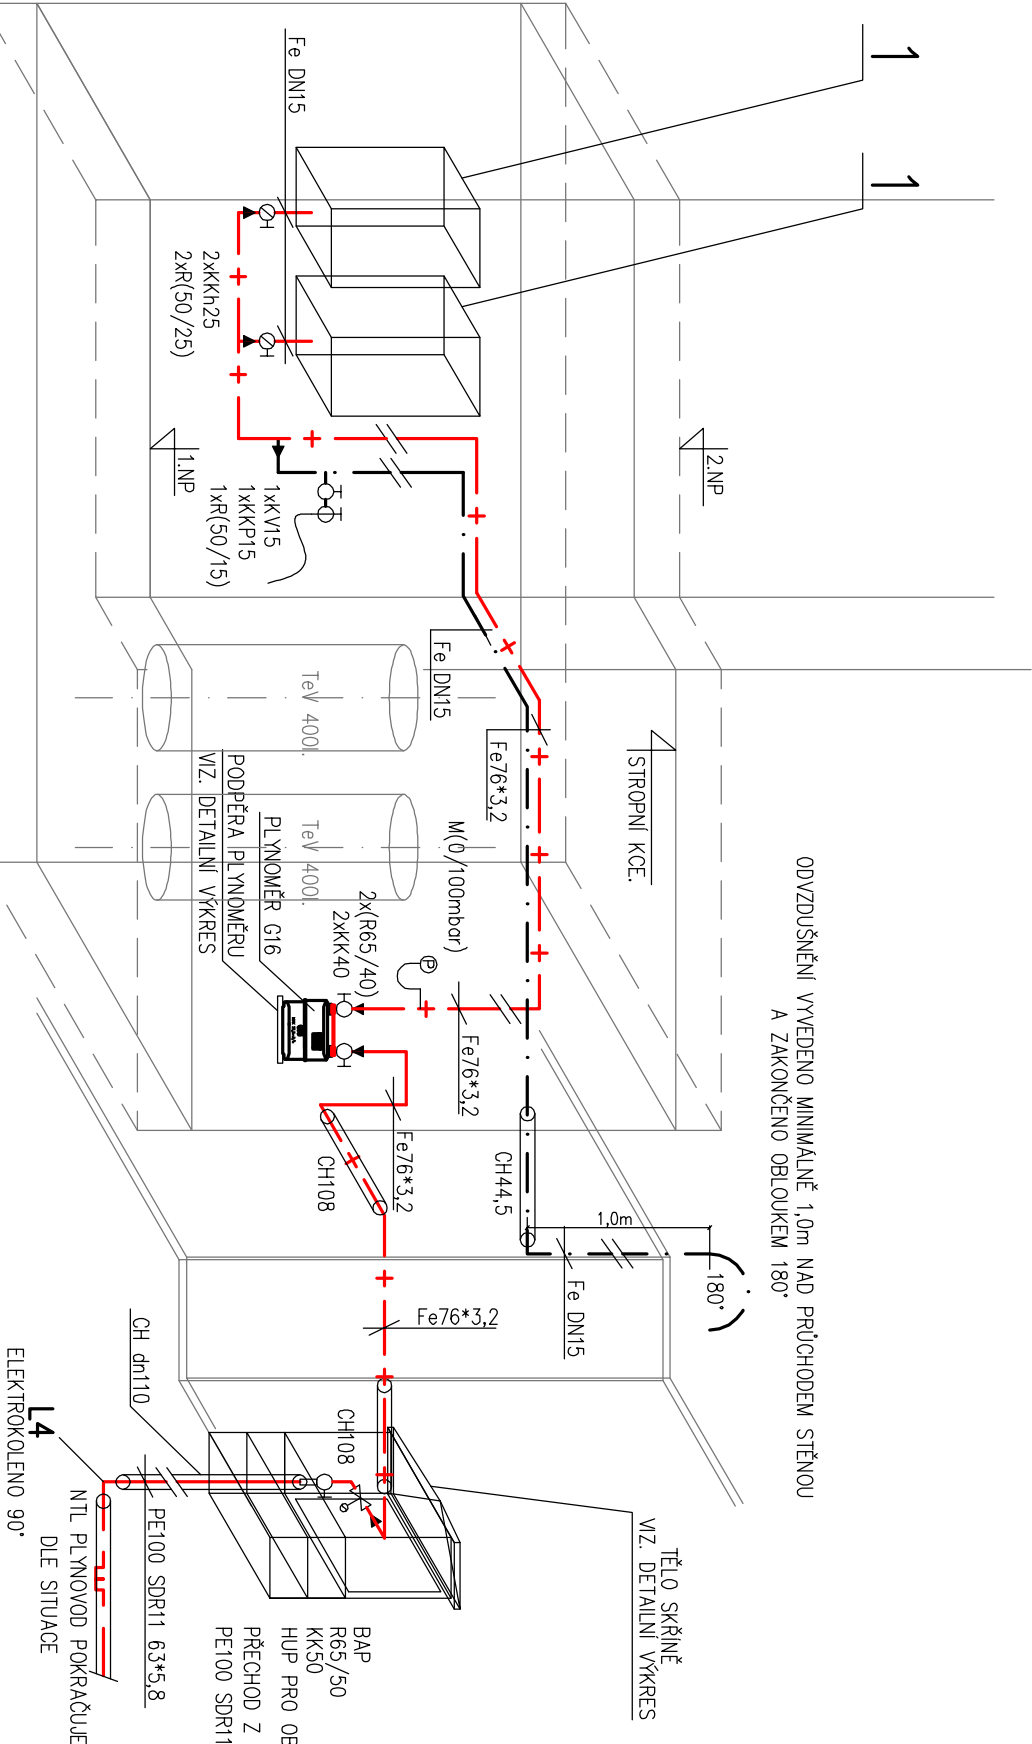 1
1
Fe DN15
2xKKh25
2xR(50/25)
1.NP
2.NP
1xKV15
1xKKP15
1xR(50/15)
Fe DN15
Fe76*3,2
STROPNÍ KCE.
TeV 400l.
TeV 400l.
PLYNOMĚR G16
PODPĚRA PLYNOMĚRU
VIZ. DETAILNÍ VÝKRES
M(0/100mbar)
2x(R65/40)
2xKK40
P
Fe76*3,2
Fe76*3,2
CH108
CH44,5
ODVZDUŠNĚNÍ VYVEDENO MINIMÁLNĚ 1,0m NAD PRŮCHODEM STĚNOU
A ZAKONČENO OBLOUKEM 180°
1,0m
180°
Fe DN15
Fe76*3,2
CH108
CH dn110
L4
ELEKTROKOLENO 90°
PE100 SDR11 63*5,8
NTL PLYNOVOD POKRAČUJE
DLE SITUACE
TĚLO SKŘÍNĚ
VIZ. DETAILNÍ VÝKRES
BAP
R65/50
KK50
HUP PRO OB
PŘECHOD Z
PE100 SDR11